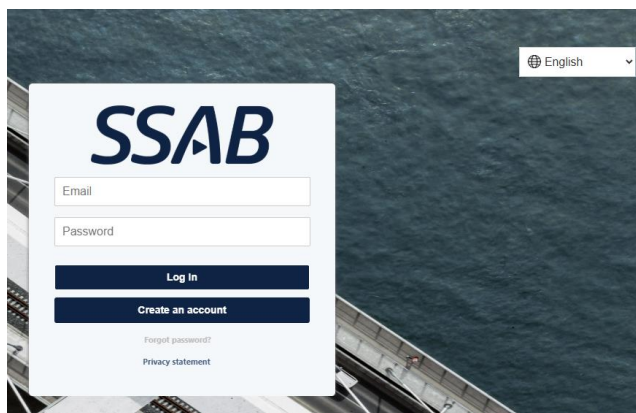 English
SSAB
Email
Password
Log In
Create an account
Forgot password?
Privacy statement